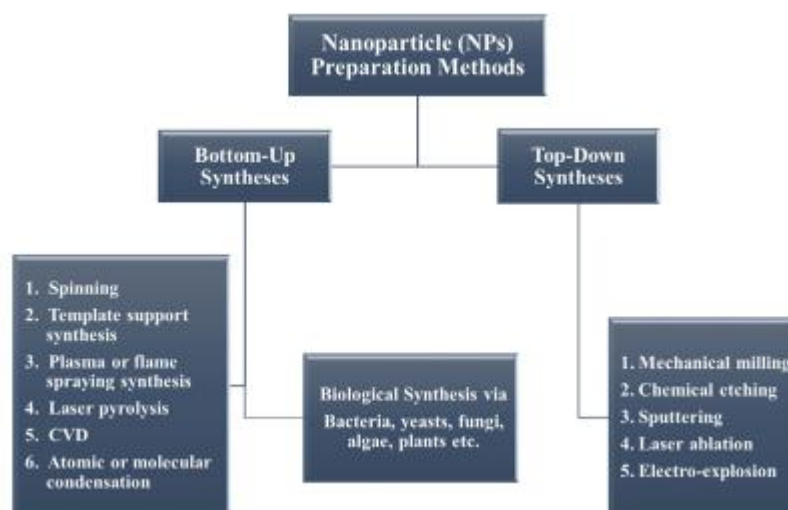 Nanoparticle (NPs)
Preparation Methods
Bottom-Up
Syntheses
Top-Down
Syntheses
1. Spinning
2. Template support
synthesis
3. Plasma or flame
spraying synthesis
4. Laser pyrolysis
5. CVD
6. Atomic or molecular
condensation
Biological Synthesis via
Bacteria, yeasts, fungi,
algae, plants etc.
1. Mechanical milling
2. Chemical etching
3. Sputtering
4. Laser ablation
5. Electro-explosion